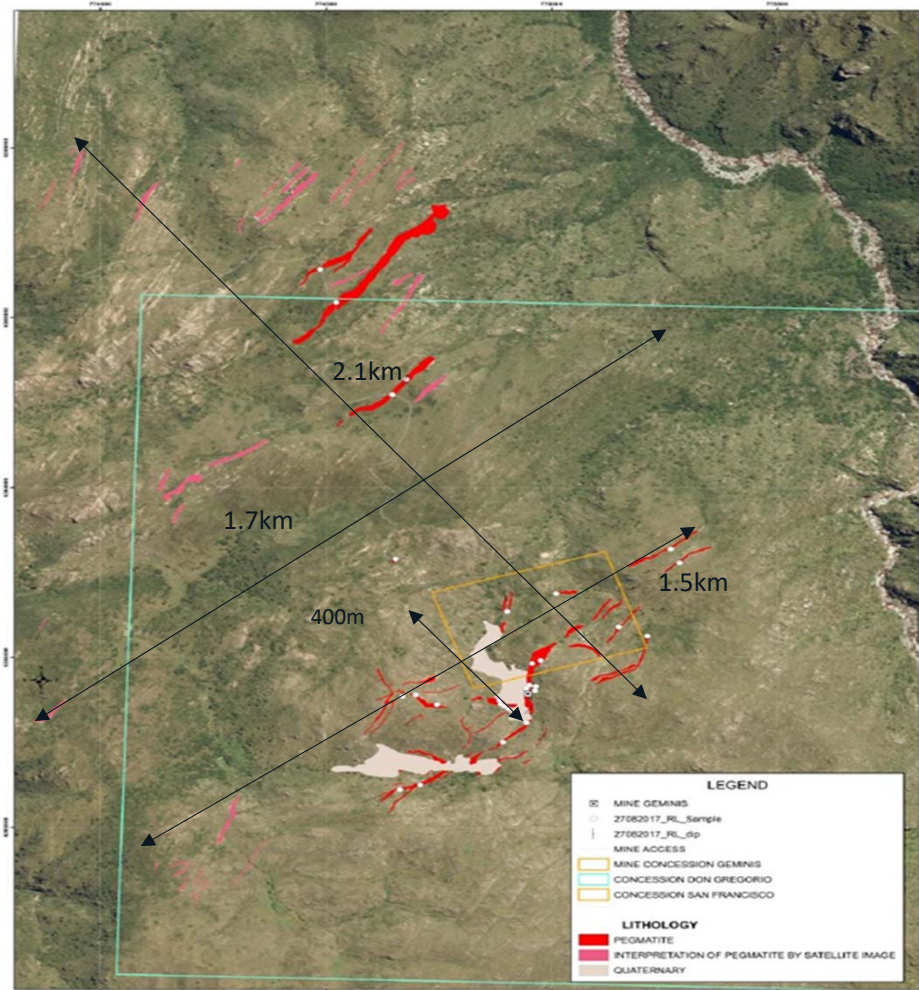 2.1km
1.7km
1.5km
400m
LEGEND
MINE GEMINIS
27082017_RL_Sample
27082017_RL_dip
MINE ACCESS
MINE CONCESSION GEMINIS
CONCESSION DON GREGORIO
CONCESSION SAN FRANCISCO
LITHOLOGY
PEGMATITE
INTERPRETATION OF PEGMATITE BY SATELLITE IMAGE
QUATERNARY